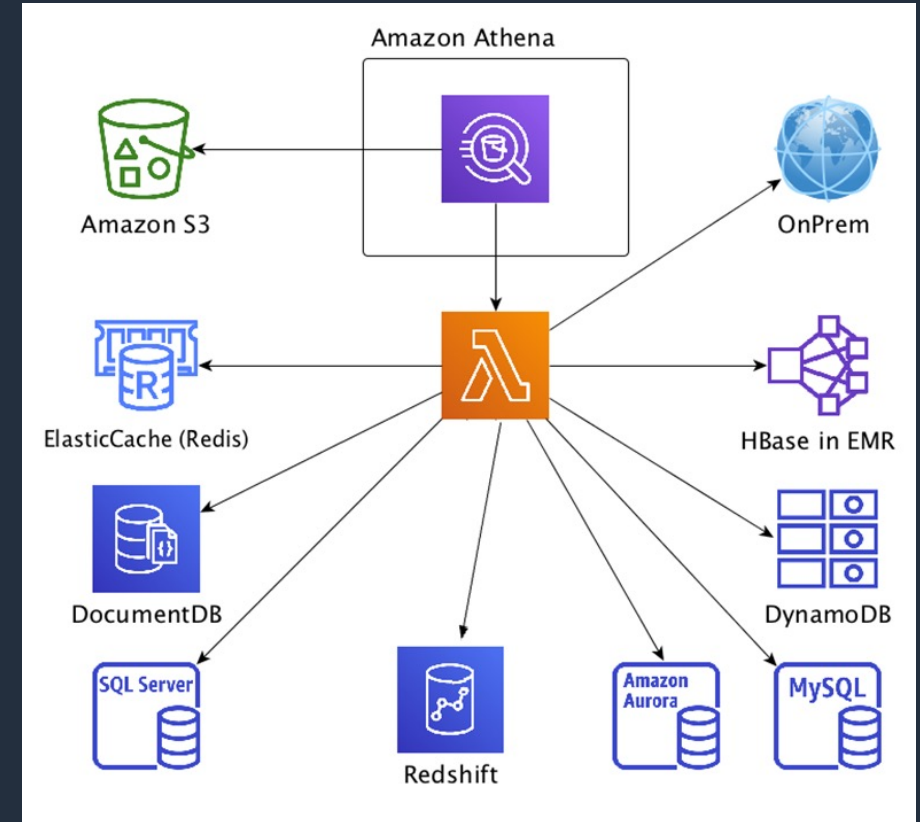 Amazon Athena
Amazon S3
OnPrem
R
ElasticCache (Redis)
HBase in EMR
{}
DocumentDB
DynamoDB
SQL Server
Amazon
Aurora
MySQL
Redshift